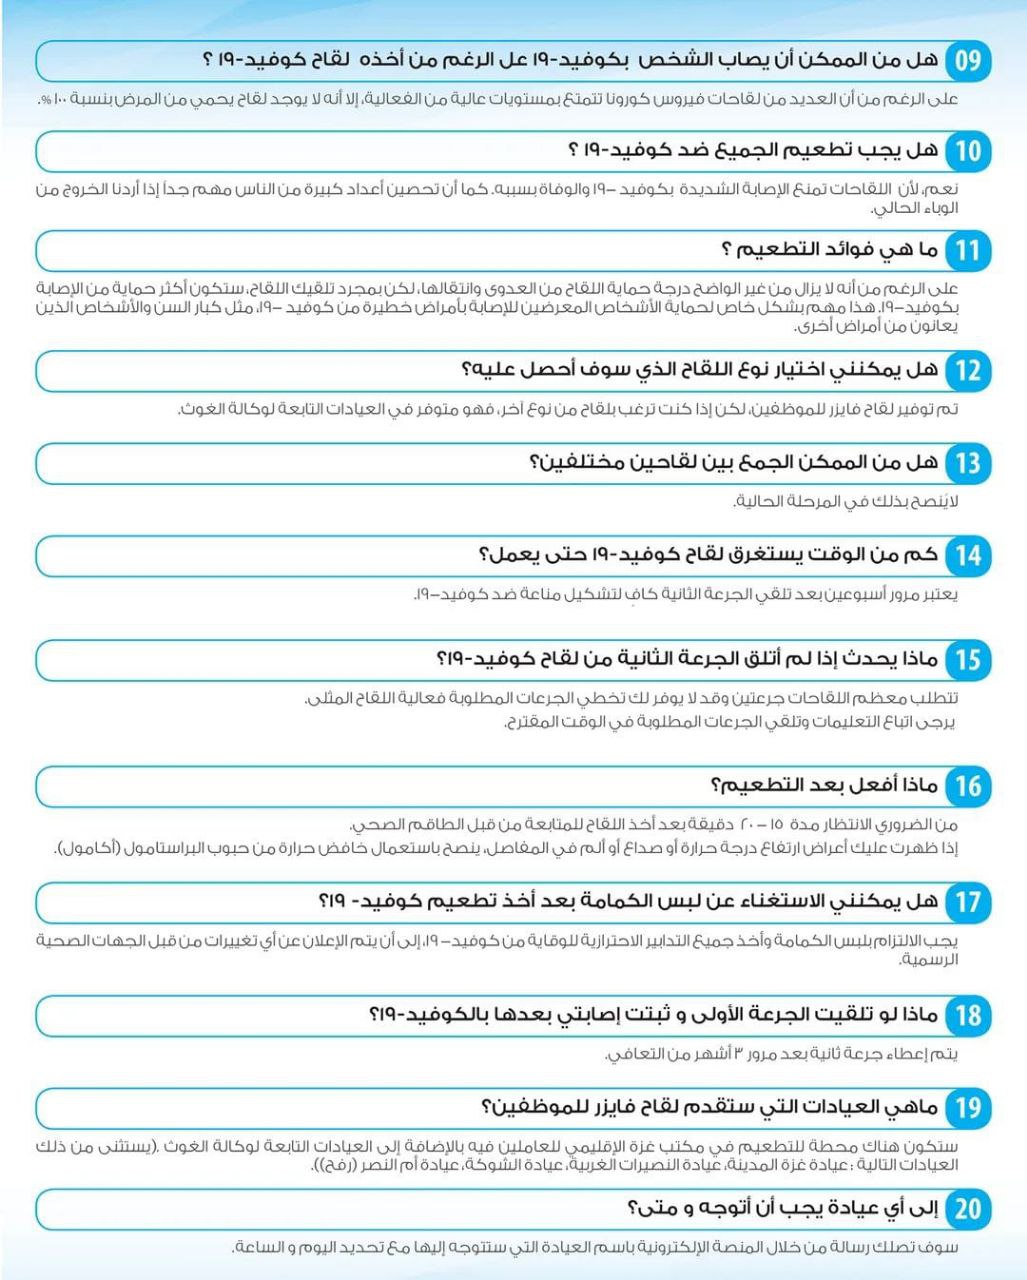 09 هل من الممكن أن يصاب الشخص بكوفيد-١٩ عل الرغم من أخذه لقاح كوفيد-١٩ ؟
على الرغم من أن العديد من لقاحات فيروس كورونا تتمتع بمستويات عالية من الفعالية، إلا أنه لا يوجد لقاح يحمي من المرض بنسبة ١٠٠ %.
10 هل يجب تطعيم الجميع ضد كوفيد-١٩ ؟
نعم، لأن اللقاحات تمنع الإصابة الشديدة بكوفيد –١٩ والوفاة بسببه. كما أن تحصين أعداد كبيرة من الناس مهم جداً إذا أردنا الخروج من
الوباء الحالي.
11 ما هي فوائد التطعيم ؟
على الرغم من أنه لا يزال من غير الواضح درجة حماية اللقاح من العدوى وانتقالها، لكن بمجرد تلقيك اللقاح، ستكون أكثر حماية من الإصابة
بكوفيد–١٩. هذا مهم بشكل خاص لحماية الأشخاص المعرضين للإصابة بأمراض خطيرة من كوفيد –١٩، مثل كبار السن والأشخاص الذين
يعانون من أمراض أخرى.
12 هل يمكنني اختيار نوع اللقاح الذي سوف أحصل عليه؟
تم توفير لقاح فايزر للموظفين، لكن إذا كنت ترغب بلقاح من نوع آخر، فهو متوفر في العيادات التابعة لوكالة الغوث.
13 هل من الممكن الجمع بين لقاحين مختلفين؟
لا يُنصح بذلك في المرحلة الحالية.
14 كم من الوقت يستغرق لقاح كوفيد-١٩ حتى يعمل؟
يعتبر مرور أسبوعين بعد تلقي الجرعة الثانية كافٍ لتشكيل مناعة ضد كوفيد–١٩.
15 ماذا يحدث إذا لم أتلق الجرعة الثانية من لقاح كوفيد-١٩؟
تتطلب معظم اللقاحات جرعتين وقد لا يوفر لك تخطي الجرعات المطلوبة فعالية اللقاح المثلى.
يرجى اتباع التعليمات وتلقي الجرعات المطلوبة في الوقت المقترح.
16 ماذا أفعل بعد التطعيم؟
من الضروري الانتظار مدة ١٥ – ٢٠ دقيقة بعد أخذ اللقاح للمتابعة من قبل الطاقم الصحي.
إذا ظهرت عليك أعراض ارتفاع درجة حرارة أو صداع أو ألم في المفاصل، ينصح باستعمال خافض حرارة من حبوب البراستامول (أكامول).
17 هل يمكنني الاستغناء عن لبس الكمامة بعد أخذ تطعيم كوفيد- ١٩؟
يجب الالتزام بلبس الكمامة وأخذ جميع التدابير الاحترازية للوقاية من كوفيد– ١٩، إلى أن يتم الإعلان عن أي تغييرات من قبل الجهات الصحية
الرسمية.
18 ماذا لو تلقيت الجرعة الأولى و ثبتت إصابتي بعدها بالكوفيد-١٩؟
يتم إعطاء جرعة ثانية بعد مرور ٣ أشهر من التعافي.
19 ماهي العيادات التي ستقدم لقاح فايزر للموظفين؟
ستكون هناك محطة للتطعيم في مكتب غزة الإقليمي للعاملين فيه بالإضافة إلى العيادات التابعة لوكالة الغوث .(يستثنى من ذلك
العيادات التالية : عيادة غزة المدينة، عيادة النصيرات الغربية، عيادة الشوكة، عيادة أم النصر (رفح)).
20 إلى أي عيادة يجب أن أتوجه و متى؟
سوف تصلك رسالة من خلال المنصة الإلكترونية باسم العيادة التي ستتوجه إليها مع تحديد اليوم و الساعة.